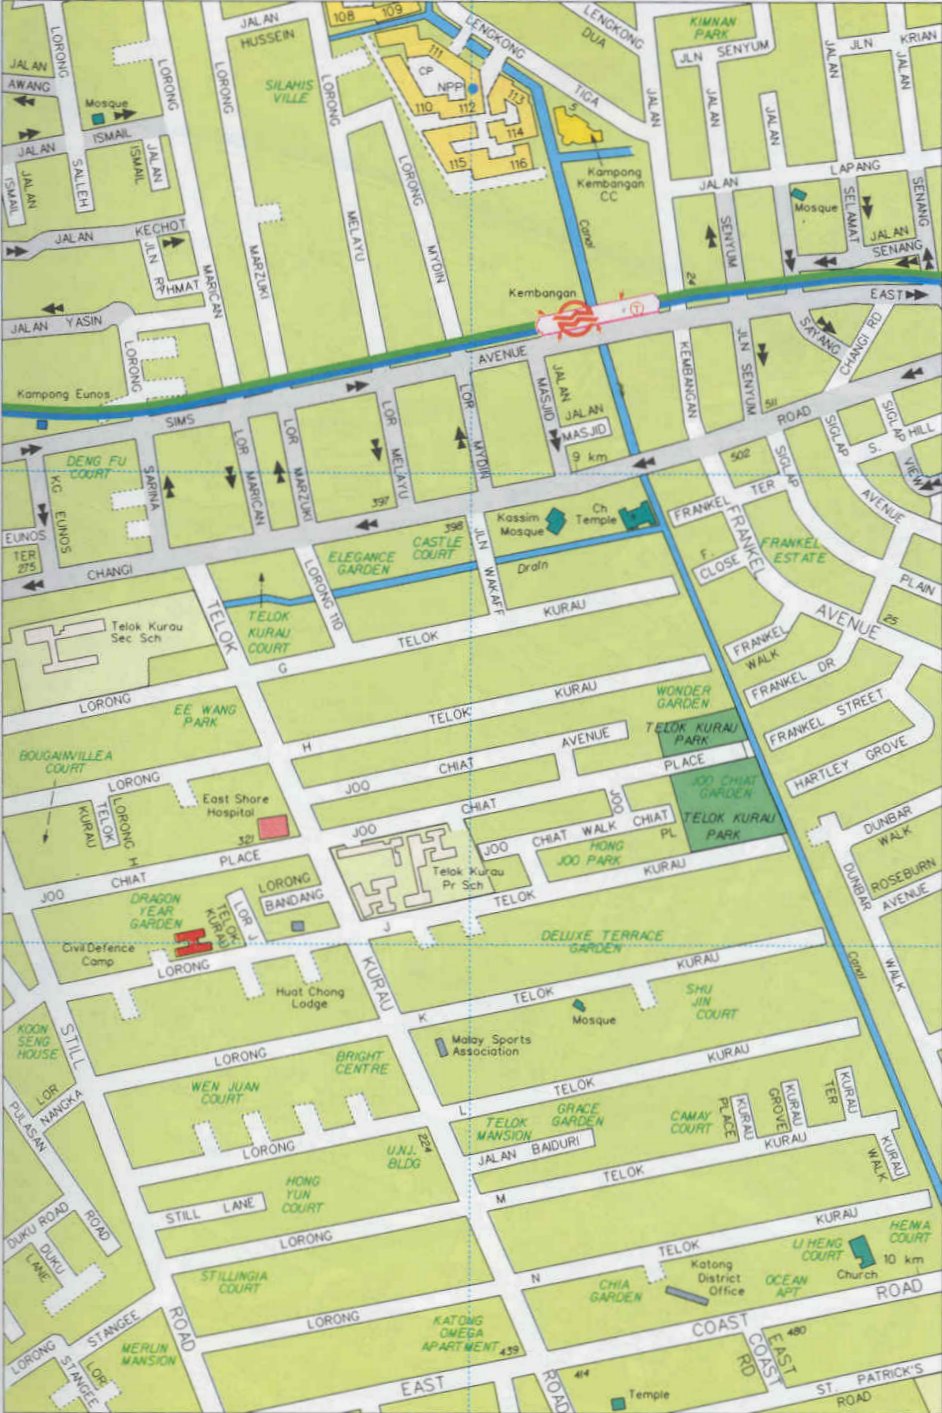 LORONG
JALAN
HUSSEIN
108
109
LENGKONG
TIGA
LENGKONG
DUA
KIMNAN
PARK
JLN SENYUM
JLN KRIAN
JALAN
AWANG
LORONG
LORONG
SILAHIS
VILLE
111
CP
NPP
110
112
113
114
115
116
5
JALAN
JALAN
JALAN
JALAN
JALAN
Mosque
JALAN ISMAIL
JALAN
ISMAIL
JALAN
ISMAIL
SALLEH
LORONG
Kampong
Kembangan
CC
JALAN LAPANG
Mosque
SELAMAT
SENANG
JALAN
SENANG
SENYUM
JALAN KECHOT
JLN
RAHMAT
MARICAN
MARZUKI
MELAYU
MYDIN
Canal
24
Kembangan
T
EAST
JALAN YASIN
LORONG
Kampong Eunos
SIMS AVENUE
KEMBANGAN
JLN SENYUM
SAYANG
CHANGI RD
JALAN
MASJID
JALAN
MASJID
9 km
511
ROAD
SIGLAP
SIGLAP HILL
S.
VIEW
DENG FU
COURT
KG EUNOS
SARINA
LOR
MARICAN
LOR
MARZUKI
LOR
MELAYU
LOR
MYDIN
397
398
502
SIGLAP
AVENUE
FRANKEL TER
EUNOS
TER
275
CHANGI
ELEGANCE
GARDEN
CASTLE
COURT
Kassim
Mosque
Ch
Temple
JLN WAKAFF
Drain
FRANKEL
F.
CLOSE
FRANKEL
ESTATE
PLAIN
Telok Kurau
Sec Sch
TELOK
KURAU
COURT
LORONG 110
TELOK
G
TELOK KURAU
AVENUE
25
LORONG
EE WANG
PARK
H
TELOK KURAU
WONDER
GARDEN
FRANKEL
WALK
FRANKEL DR
FRANKEL STREET
BOUGAINVILLEA
COURT
LORONG
JOO CHIAT AVENUE
TELOK KURAU
PARK
HARTLEY GROVE
LORONG H
TELOK
KURAU
East Shore
Hospital
321
JOO CHIAT PLACE
JOO
CHIAT
PL
JOO CHIAT
GARDEN
TELOK KURAU
PARK
JOO CHIAT WALK
HONG
JOO PARK
DUNBAR
WALK
JOO CHIAT PLACE
Telok Kurau
Pr Sch
J
TELOK KURAU
DUNBAR
WALK
ROSEBURN
AVENUE
DRAGON
YEAR
GARDEN
LOR J.
TELOK
KURAU
LORONG
BANDANG
Civil Defence
Camp
LORONG
DELUXE TERRACE
GARDEN
KURAU
Huat Chong
Lodge
K
TELOK KURAU
Mosque
SHU
JIN
COURT
Canal
KOON
SENG
HOUSE
STILL
LORONG
BRIGHT
CENTRE
Malay Sports
Association
L
TELOK KURAU
LOR
NANGKA
PULASAN
WEN JUAN
COURT
LORONG
U.N.I.
BLDG
224
TELOK
MANSION
GRACE
GARDEN
JALAN BAIDURI
CAMAY
COURT
KURAU
PLACE
KURAU
GROVE
KURAU
TER
KURAU
WALK
M
TELOK KURAU
HONG
YUN
COURT
STILL LANE
DUKU ROAD
DUKU
LANE
ROAD
LORONG
N
TELOK KURAU
Katong
District
Office
LI HENG
COURT
HEIWA
COURT
Church
10 km
STILLINGIA
COURT
LORONG
CHIA
GARDEN
OCEAN
APT
KATONG
OMEGA
APARTMENT
439
STANGEE
LORONG
STANGEE
LOR
MERLIN
MANSION
ROAD
EAST COAST ROAD
480
EAST
COAST
RD
414
Temple
ROAD
ST. PATRICK'S
ROAD